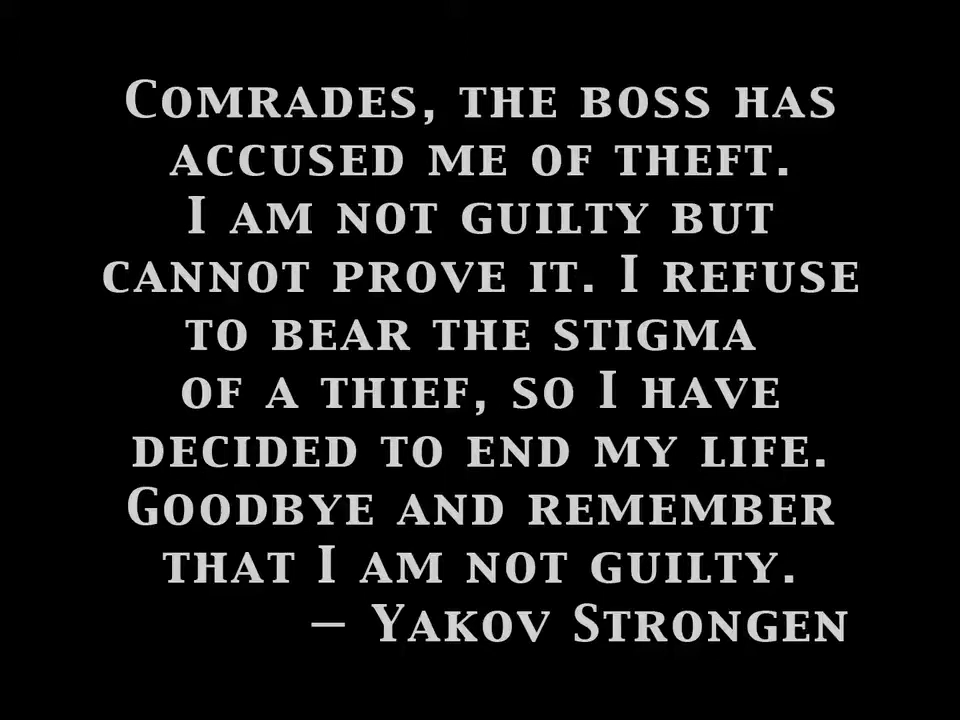 Comrades, the boss has
accused me of theft.
I am not guilty but
cannot prove it. I refuse
to bear the stigma
of a thief, so I have
decided to end my life.
Goodbye and remember
that I am not guilty.
– Yakov Strongen